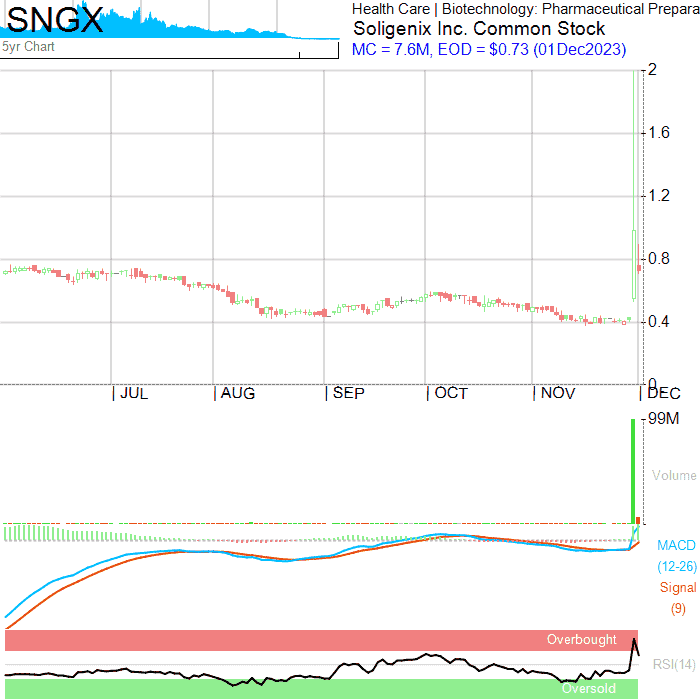 SNGX
5yr Chart
Health Care | Biotechnology: Pharmaceutical Prepara
Soligenix Inc. Common Stock
MC = 7.6M, EOD = $0.73 (01Dec2023)
2
1.6
1.2
0.8
0.4
0
JUL AUG SEP OCT NOV DEC
99M
Volume
MACD
(12-26)
Signal
(9)
Overbought
RSI(14)
Oversold